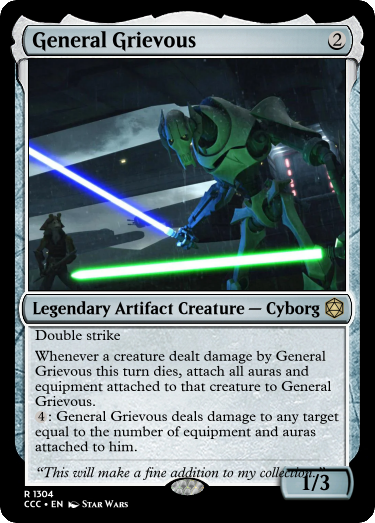 General Grievous 2
Legendary Artifact Creature — Cyborg
Double strike
Whenever a creature dealt damage by General
Grievous this turn dies, attach all auras and
equipment attached to that creature to General
Grievous.
4: General Grievous deals damage to any target
equal to the number of equipment and auras
attached to him.
“This will make a fine addition to my collection.”
1/3
R 1304
CCC • EN STAR WARS